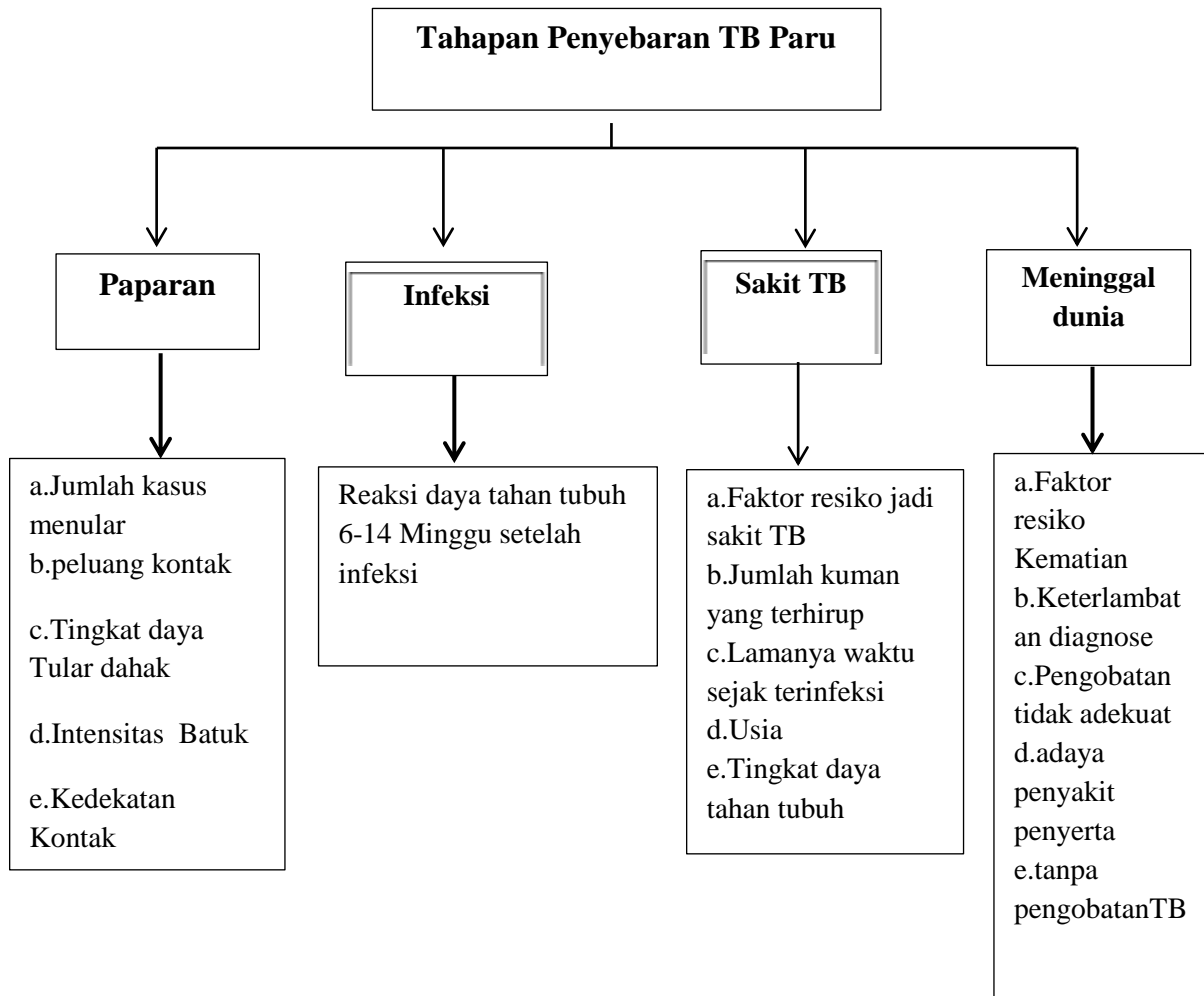 Tahapan Penyebaran TB Paru
Paparan
Infeksi
Sakit TB
Meninggal
dunia
a.Jumlah kasus
menular
b.peluang kontak
c.Tingkat daya
Tular dahak
d.Intensitas Batuk
e.Kedekatan
Kontak
Reaksi daya tahan tubuh
6-14 Minggu setelah
infeksi
a.Faktor resiko jadi
sakit TB
b.Jumlah kuman
yang terhirup
c.Lamanya waktu
sejak terinfeksi
d.Usia
e.Tingkat daya
tahan tubuh
a.Faktor
resiko
Kematian
b.Keterlambat
an diagnose
c.Pengobatan
tidak adekuat
d.adaya
penyakit
penyerta
e.tanpa
pengobatanTB